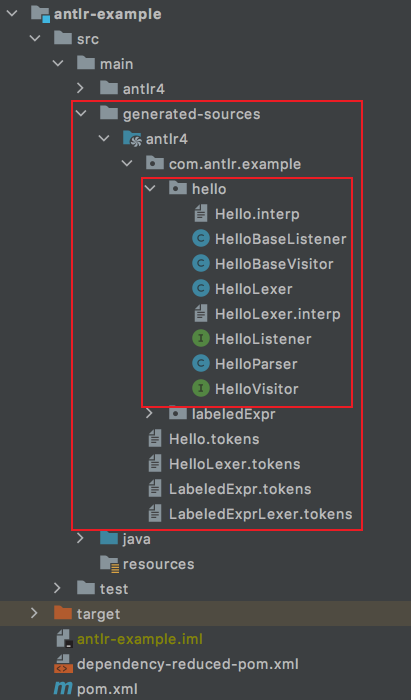 antlr-example
src
main
antlr4
generated-sources
antlr4
com.antlr.example
hello
Hello.interp
HelloBaseListener
HelloBaseVisitor
HelloLexer
HelloLexer.interp
HelloListener
HelloParser
HelloVisitor
labeledExpr
Hello.tokens
HelloLexer.tokens
LabeledExpr.tokens
LabeledExprLexer.tokens
java
resources
test
target
antlr-example.iml
dependency-reduced-pom.xml
pom.xml